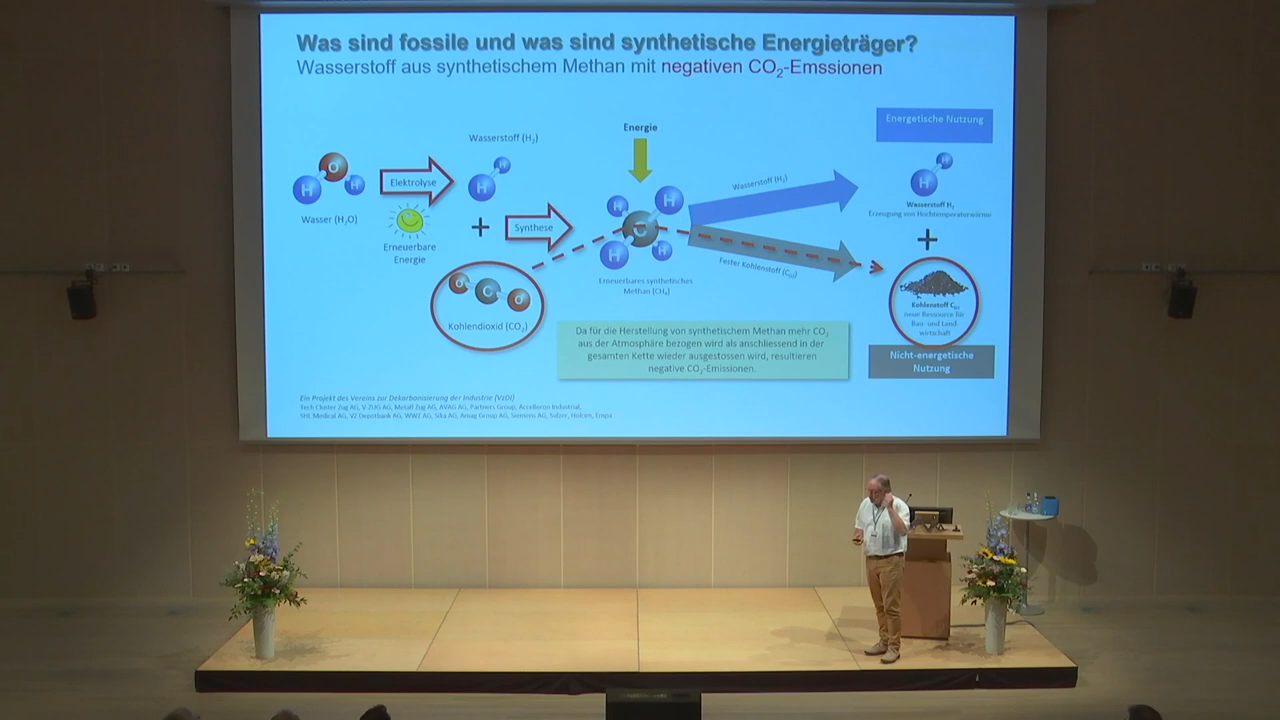 Was sind fossile und was sind synthetische Energieträger?
Wasserstoff aus synthetischem Methan mit negativen CO₂-Emssionen
Energetische Nutzung
Energie
Wasserstoff (H₂)
O
H
H
Elektrolyse
H
H
Wasser (H₂O)
Erneuerbare
Energie
+
Synthese
H
H
C
H
H
Wasserstoff (H₂)
Fester Kohlenstoff (C₍ₛ₎)
H
H
Wasserstoff H₂
Erzeugung von Hochtemperaturwärme
+
O
C
O
Kohlendioxid (CO₂)
Erneuerbares synthetisches
Methan (CH₄)
Kohlenstoff C₍ₛ₎
neue Ressource für
Bau- und Land-
wirtschaft
Nicht-energetische
Nutzung
Da für die Herstellung von synthetischem Methan mehr CO₂
aus der Atmosphäre bezogen wird als anschliessend in der
gesamten Kette wieder ausgestossen wird, resultieren
negative CO₂-Emissionen.
Ein Projekt des Vereins zur Dekarbonisierung der Industrie (VzDI)
Tech Cluster Zug AG, V-ZUG AG, Metall Zug AG, AVAG AG, Partners Group, Accelleron Industrial,
SHL Medical AG, VZ Depotbank AG, WWZ AG, Sika AG, Amag Group AG, Siemens AG, Sulzer, Holcim, Empa